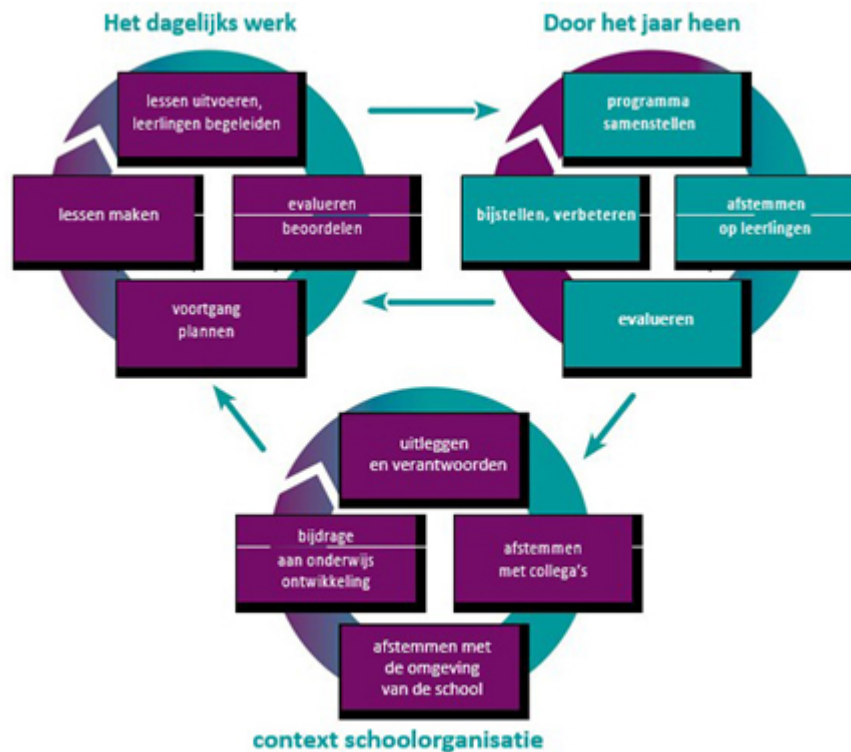 Het dagelijks werk
lessen uitvoeren,
leerlingen begeleiden
lessen maken
evalueren
beoordelen
voortgang
plannen
Door het jaar heen
programma
samenstellen
bijstellen, verbeteren
afstemmen
op leerlingen
evalueren
uitleggen
en verantwoorden
bijdrage
aan onderwijs
ontwikkeling
afstemmen
met collega's
afstemmen met
de omgeving
van de school
context schoolorganisatie